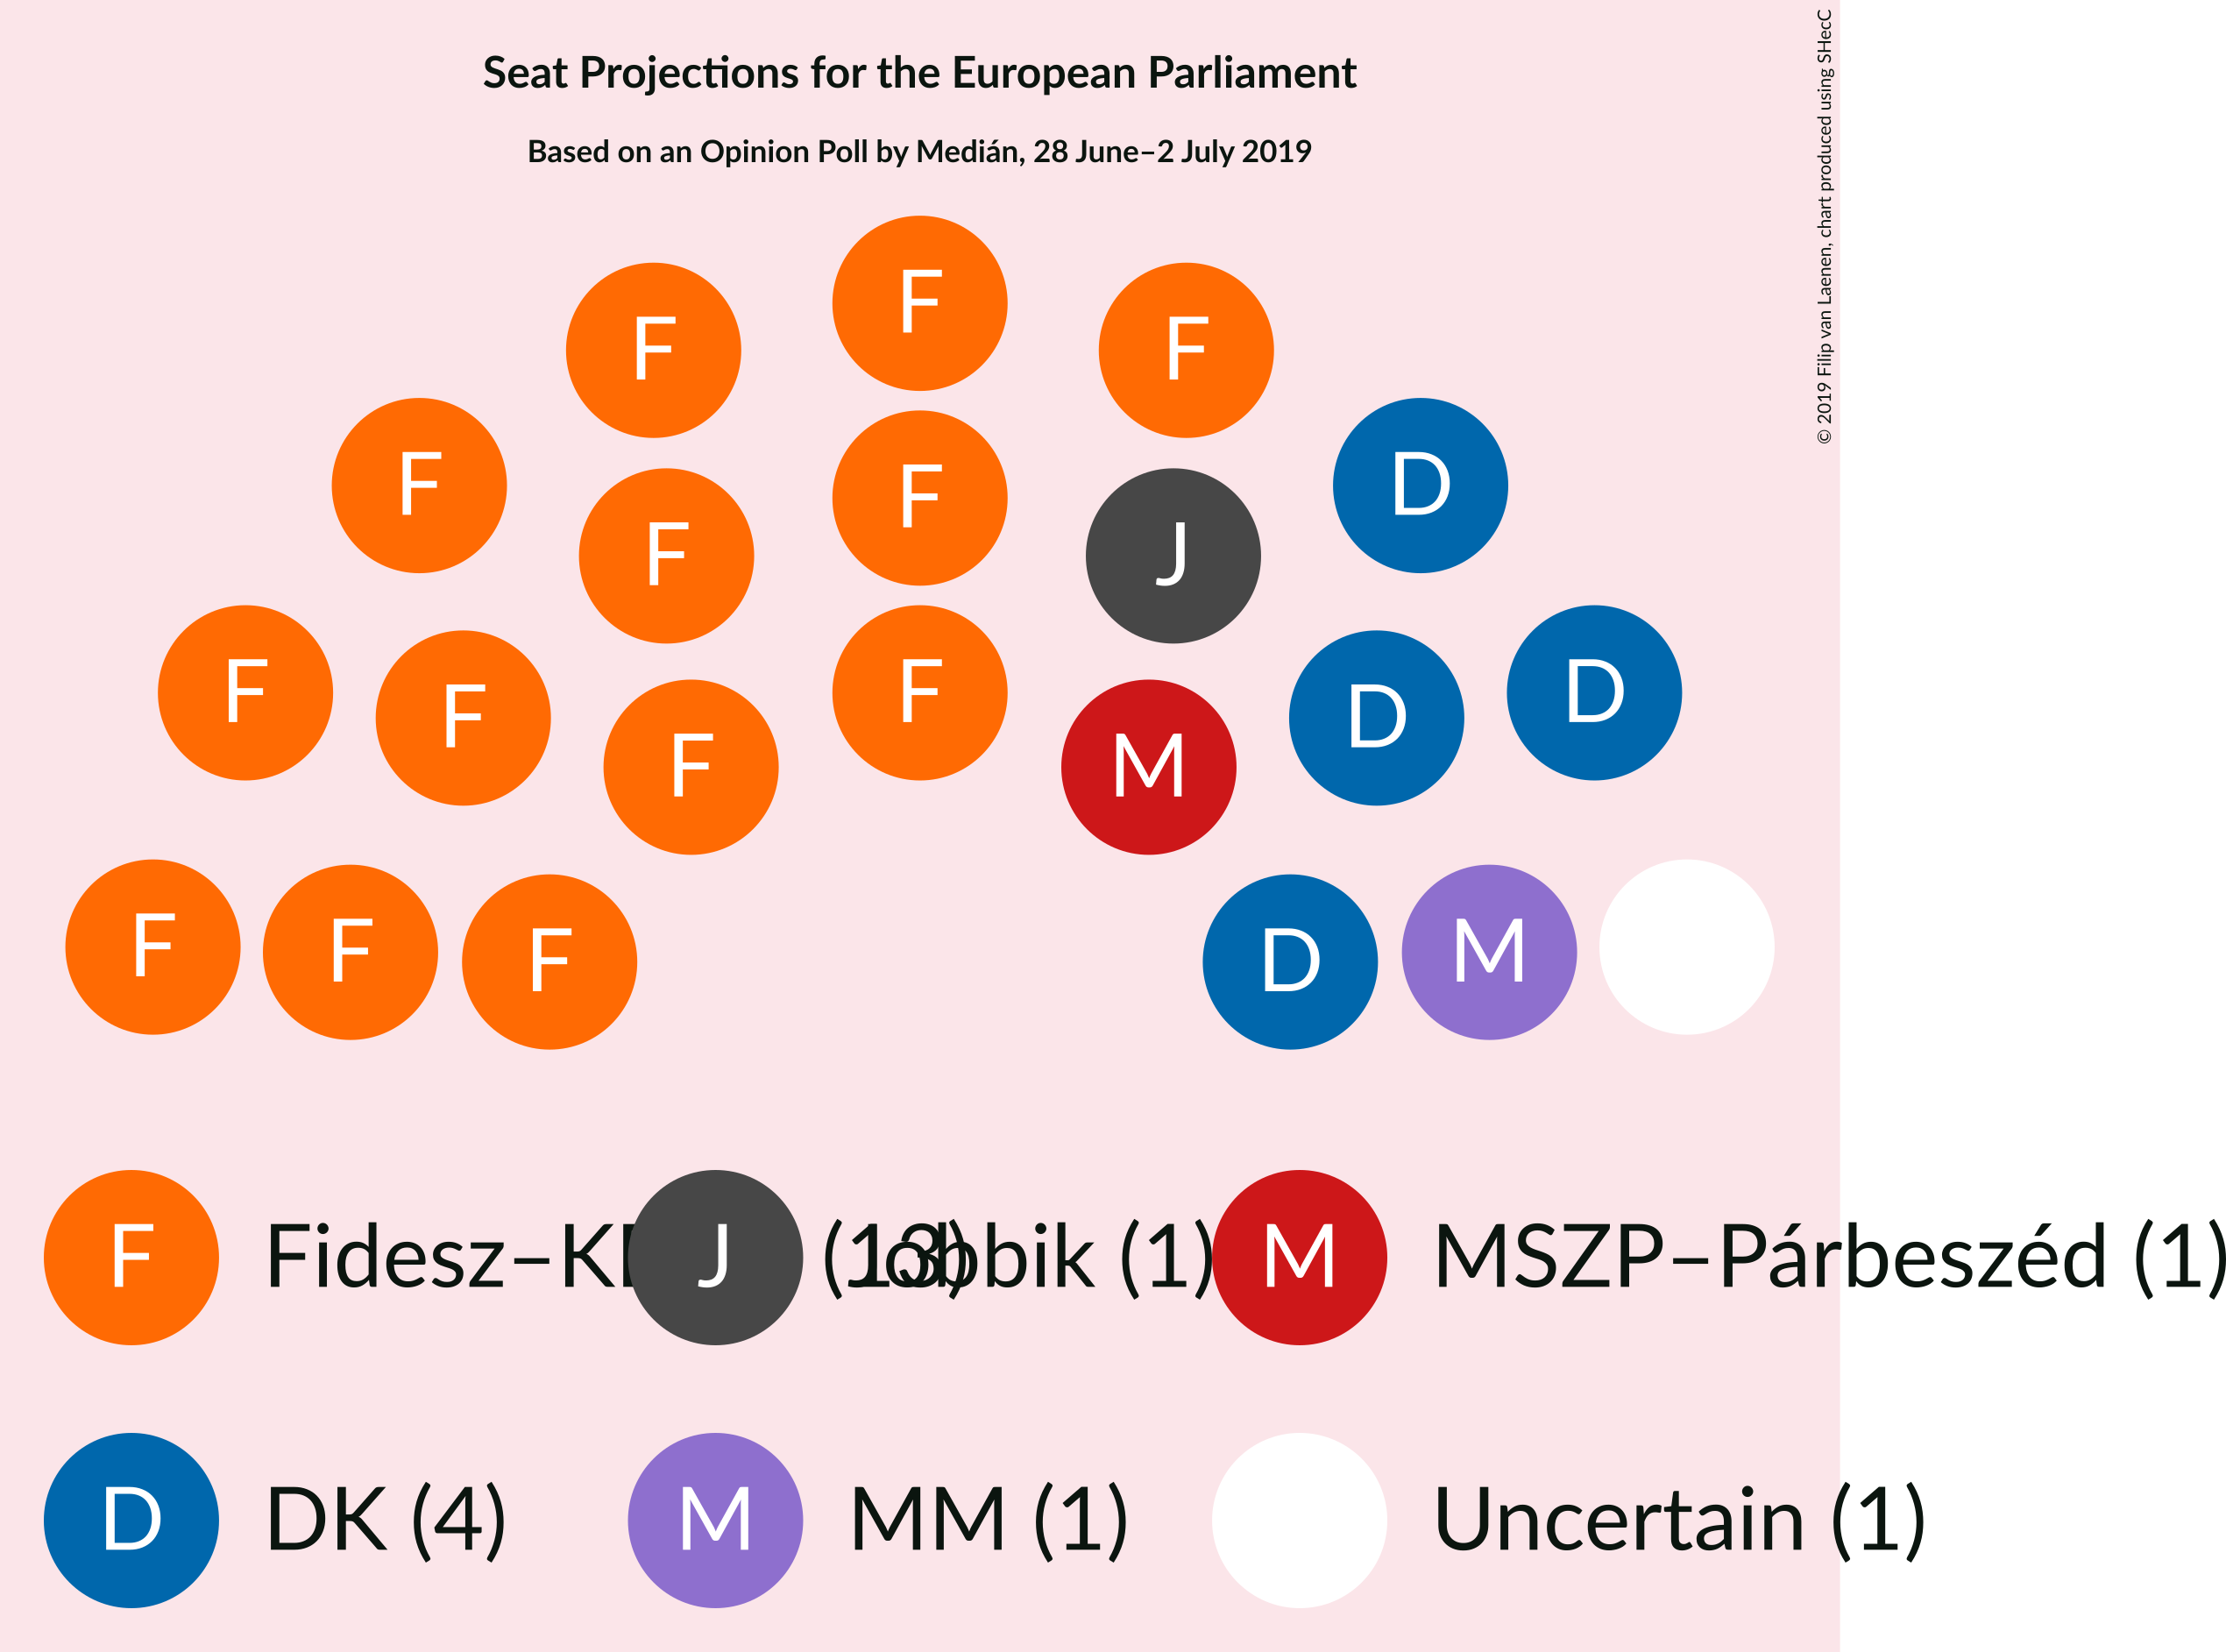 Seat Projections for the European Parliament
Based on an Opinion Poll by Medián, 28 June–2 July 2019
© 2019 Filip van Laenen, chart produced using SHecC
F
F F
F F D
F J
F D
F F F D
F M
F F F D M
F Fidesz–K (13)
J Jobbik (1)
M MSZP–Párbeszéd (1)
D DK (4)
M MM (1)
Uncertain (1)